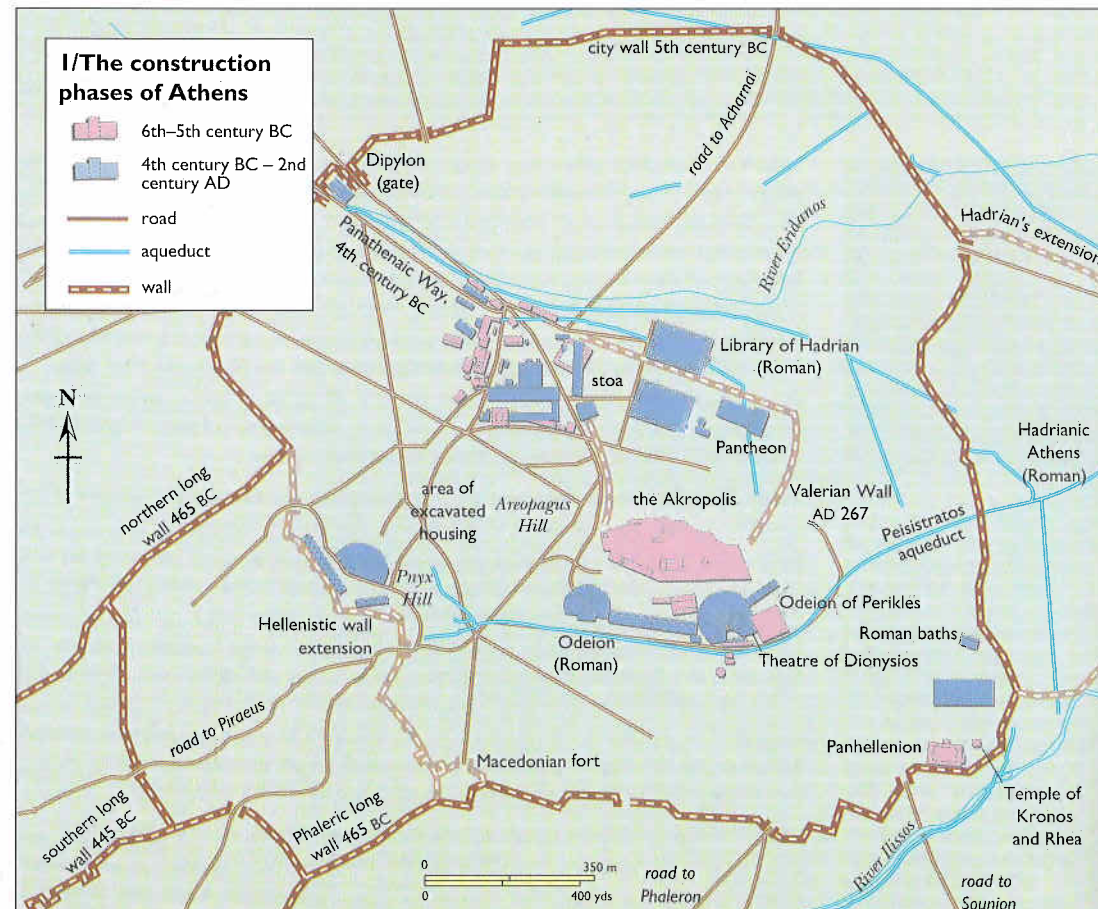 1/The construction
phases of Athens
6th–5th century BC
4th century BC – 2nd
century AD
road
aqueduct
wall
city wall 5th century BC
road to Acharnai
Dipylon
(gate)
Panathenaic Way,
4th century BC
River Eridanos
Hadrian's extension
Library of Hadrian
(Roman)
stoa
Pantheon
N
Hadrianic
Athens
(Roman)
northern long
wall 465 BC
area of
excavated
housing
Areopagus
Hill
the Akropolis
Valerian Wall
AD 267
Peisistratos
aqueduct
Pnyx
Hill
Hellenistic wall
extension
Odeion
(Roman)
Odeion of Perikles
Theatre of Dionysios
Roman baths
road to Piraeus
Macedonian fort
Panhellenion
Temple of
Kronos
and Rhea
southern long
wall 445 BC
Phaleric long
wall 465 BC
0
350 m
0
400 yds
road to
Phaleron
River Ilissos
road to
Sounion